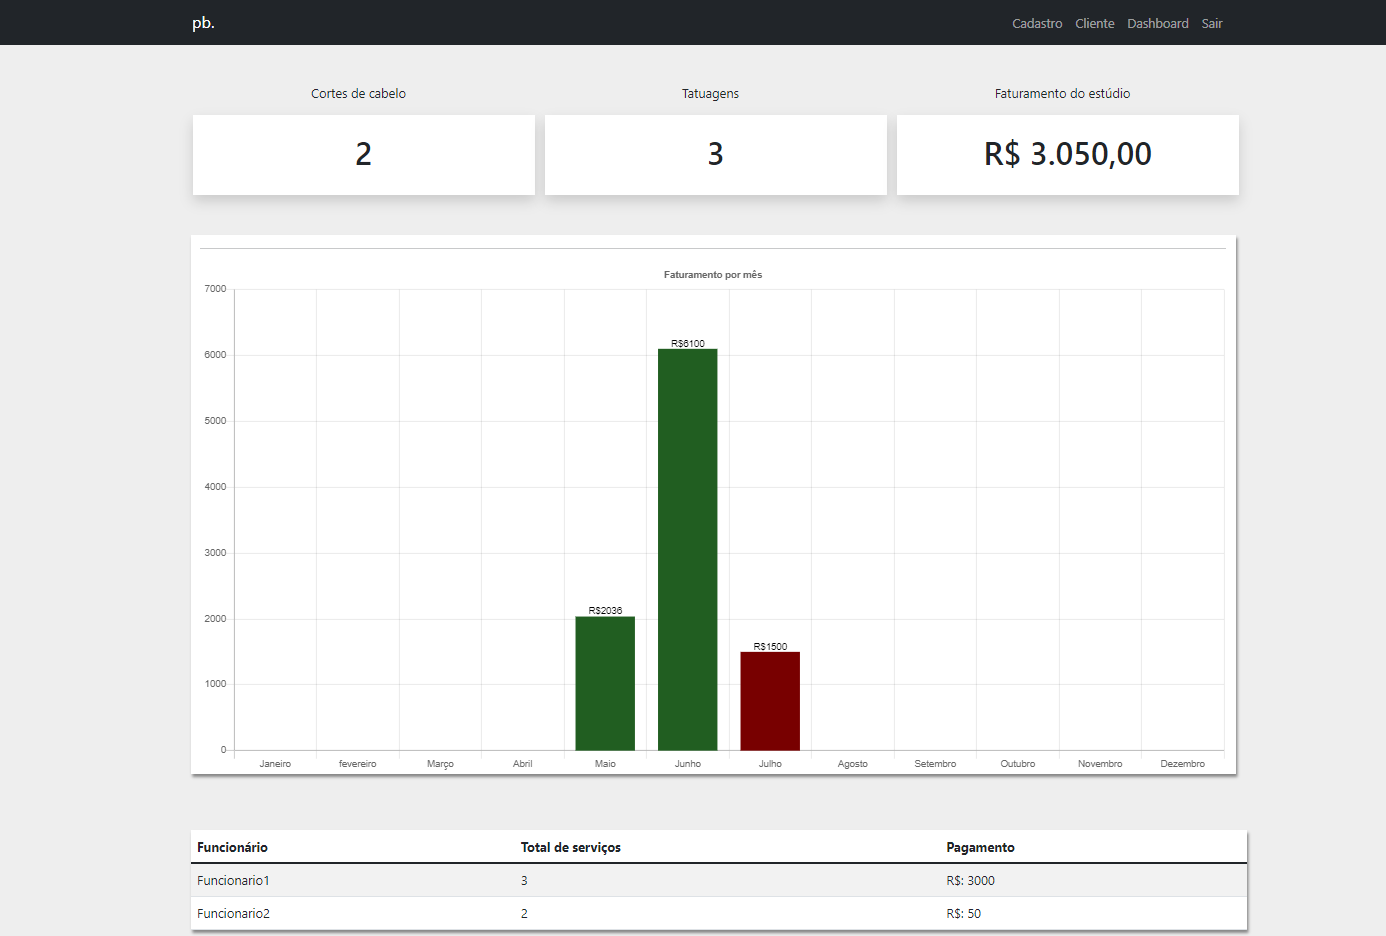 pb.
Cadastro Cliente Dashboard Sair
Cortes de cabelo Tatuagens Faturamento do estúdio
2 3 R$ 3.050,00
Faturamento por mês
7000
R$6100
6000
5000
4000
3000
R$2036
2000
R$1500
1000
0
Janeiro fevereiro Março Abril Maio Junho Julho Agosto Setembro Outubro Novembro Dezembro
Funcionário Total de serviços Pagamento
Funcionario1 3 R$: 3000
Funcionario2 2 R$: 50